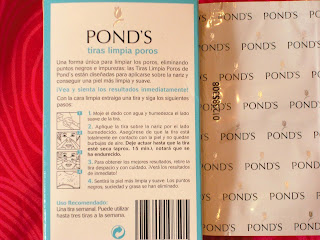 POND'S
tiras limpia poros
Una forma única para limpiar los poros, eliminando
puntos negros e impurezas: las Tiras Limpia Poros de
Pond's están diseñadas para aplicarse sobre la nariz y
conseguir una piel más limpia y suave.
¡Vea y sienta los resultados inmediatamente!
Con la cara limpia extraiga una tira y siga los siguientes
pasos:
1. Moje el dedo con agua y humedezca el lado
suave de la tira.
2. Aplique la tira sobre la nariz por el lado
humedecido. Asegúrese de que la tira está
totalmente en contacto con la piel y no quedan
burbujas de aire. Deje actuar hasta que la tira
esté seca (aprox. 15 min.), notará que se
ha endurecido.
3. Para obtener los mejores resultados, retire la
tira despacio y con cuidado. ¡Verá los resultados
de inmediato!
4. Sentirá la piel más limpia y suave. Los puntos
negros, suciedad y grasa se han eliminado.
Uso Recomendado:
Una tira semanal. Puede utilizar
hasta tres tiras a la semana.
POND'S POND'S
POND'S POND'S
POND'S POND'S
POND'S POND'S
POND'S POND'S